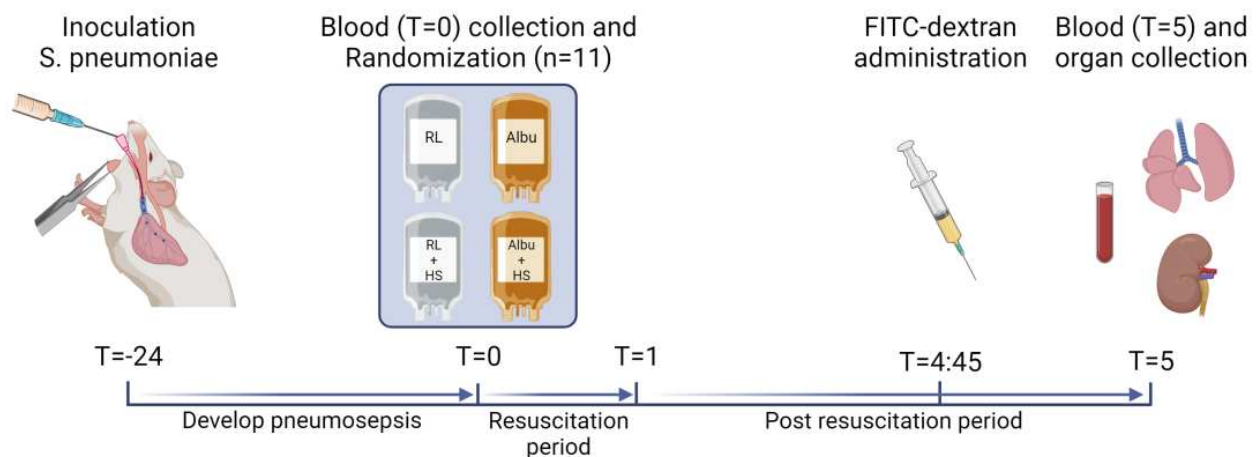 Inoculation
S. pneumoniae
Blood (T=0) collection and
Randomization (n=11)
FITC-dextran
administration
Blood (T=5) and
organ collection
RL
Albu
RL
+
HS
Albu
+
HS
T=-24
T=0
T=1
T=4:45
T=5
Develop pneumosepsis
Resuscitation
period
Post resuscitation period